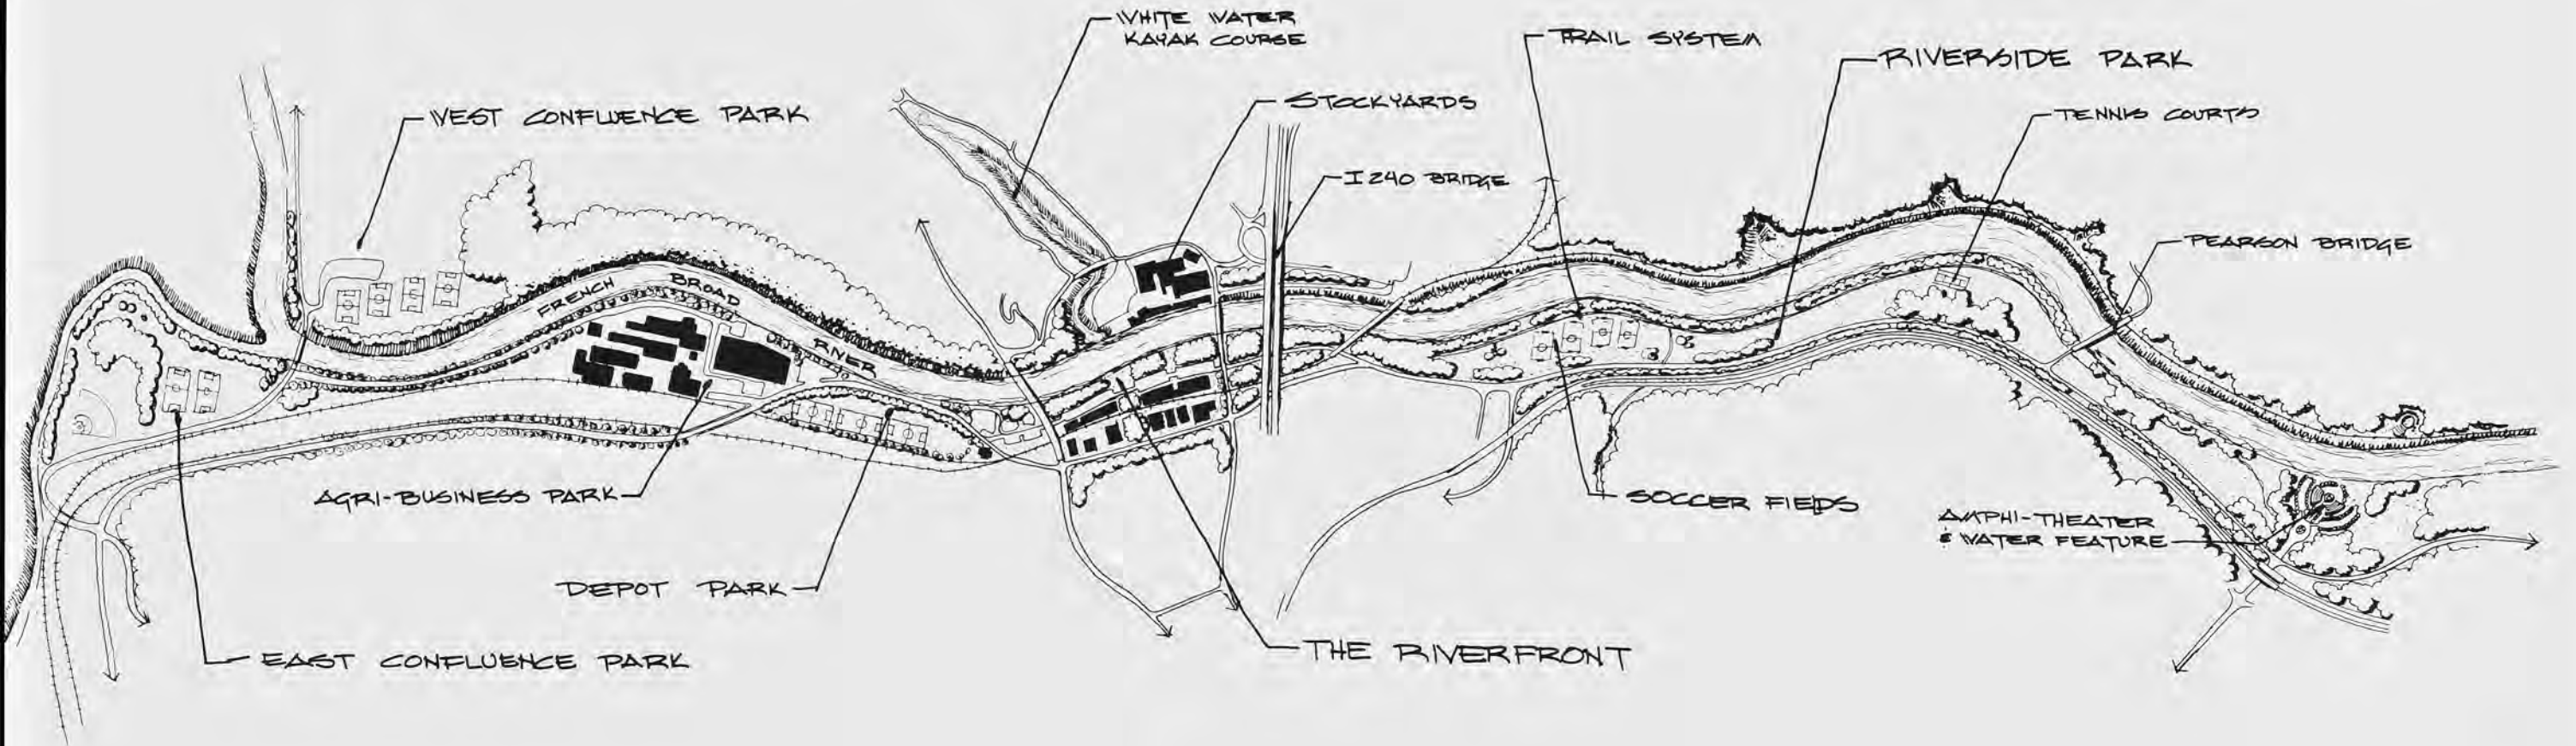 WHITE WATER
KAYAK COURSE
TRAIL SYSTEM
RIVERSIDE PARK
STOCKYARDS
WEST CONFLUENCE PARK
TENNIS COURTS
I 240 BRIDGE
PEARSON BRIDGE
FRENCH BROAD RIVER
AGRI-BUSINESS PARK
SOCCER FIEDS
AMPHI-THEATER
& WATER FEATURE
DEPOT PARK
THE RIVERFRONT
EAST CONFLUENCE PARK